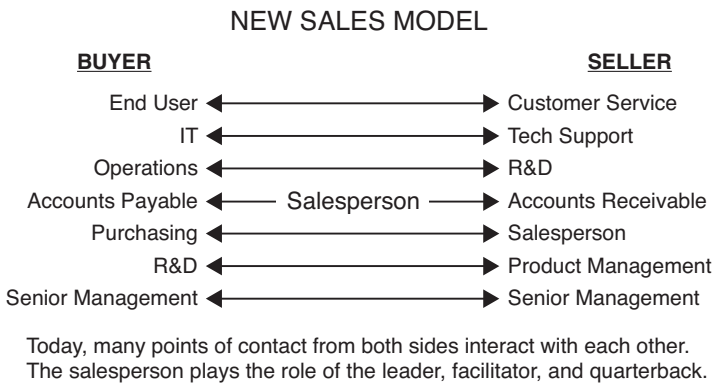 NEW SALES MODEL
BUYER SELLER
End User Customer Service
IT Tech Support
Operations R&D
Accounts Payable Salesperson Accounts Receivable
Purchasing Salesperson
R&D Product Management
Senior Management Senior Management
Today, many points of contact from both sides interact with each other.
The salesperson plays the role of the leader, facilitator, and quarterback.